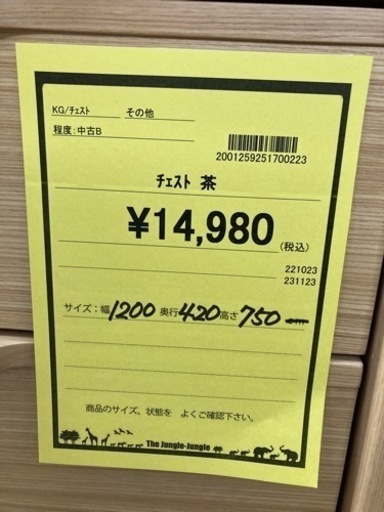 KG/ﾁｪｽﾄ その他
程度:中古B
2001259251700223
ﾁｪｽﾄ 茶
¥14,980(税込)
221023
231123
サイズ;幅1200奥行420高さ750
商品のサイズ、状態を よくご確認下さい。
The Jungle-Jungle